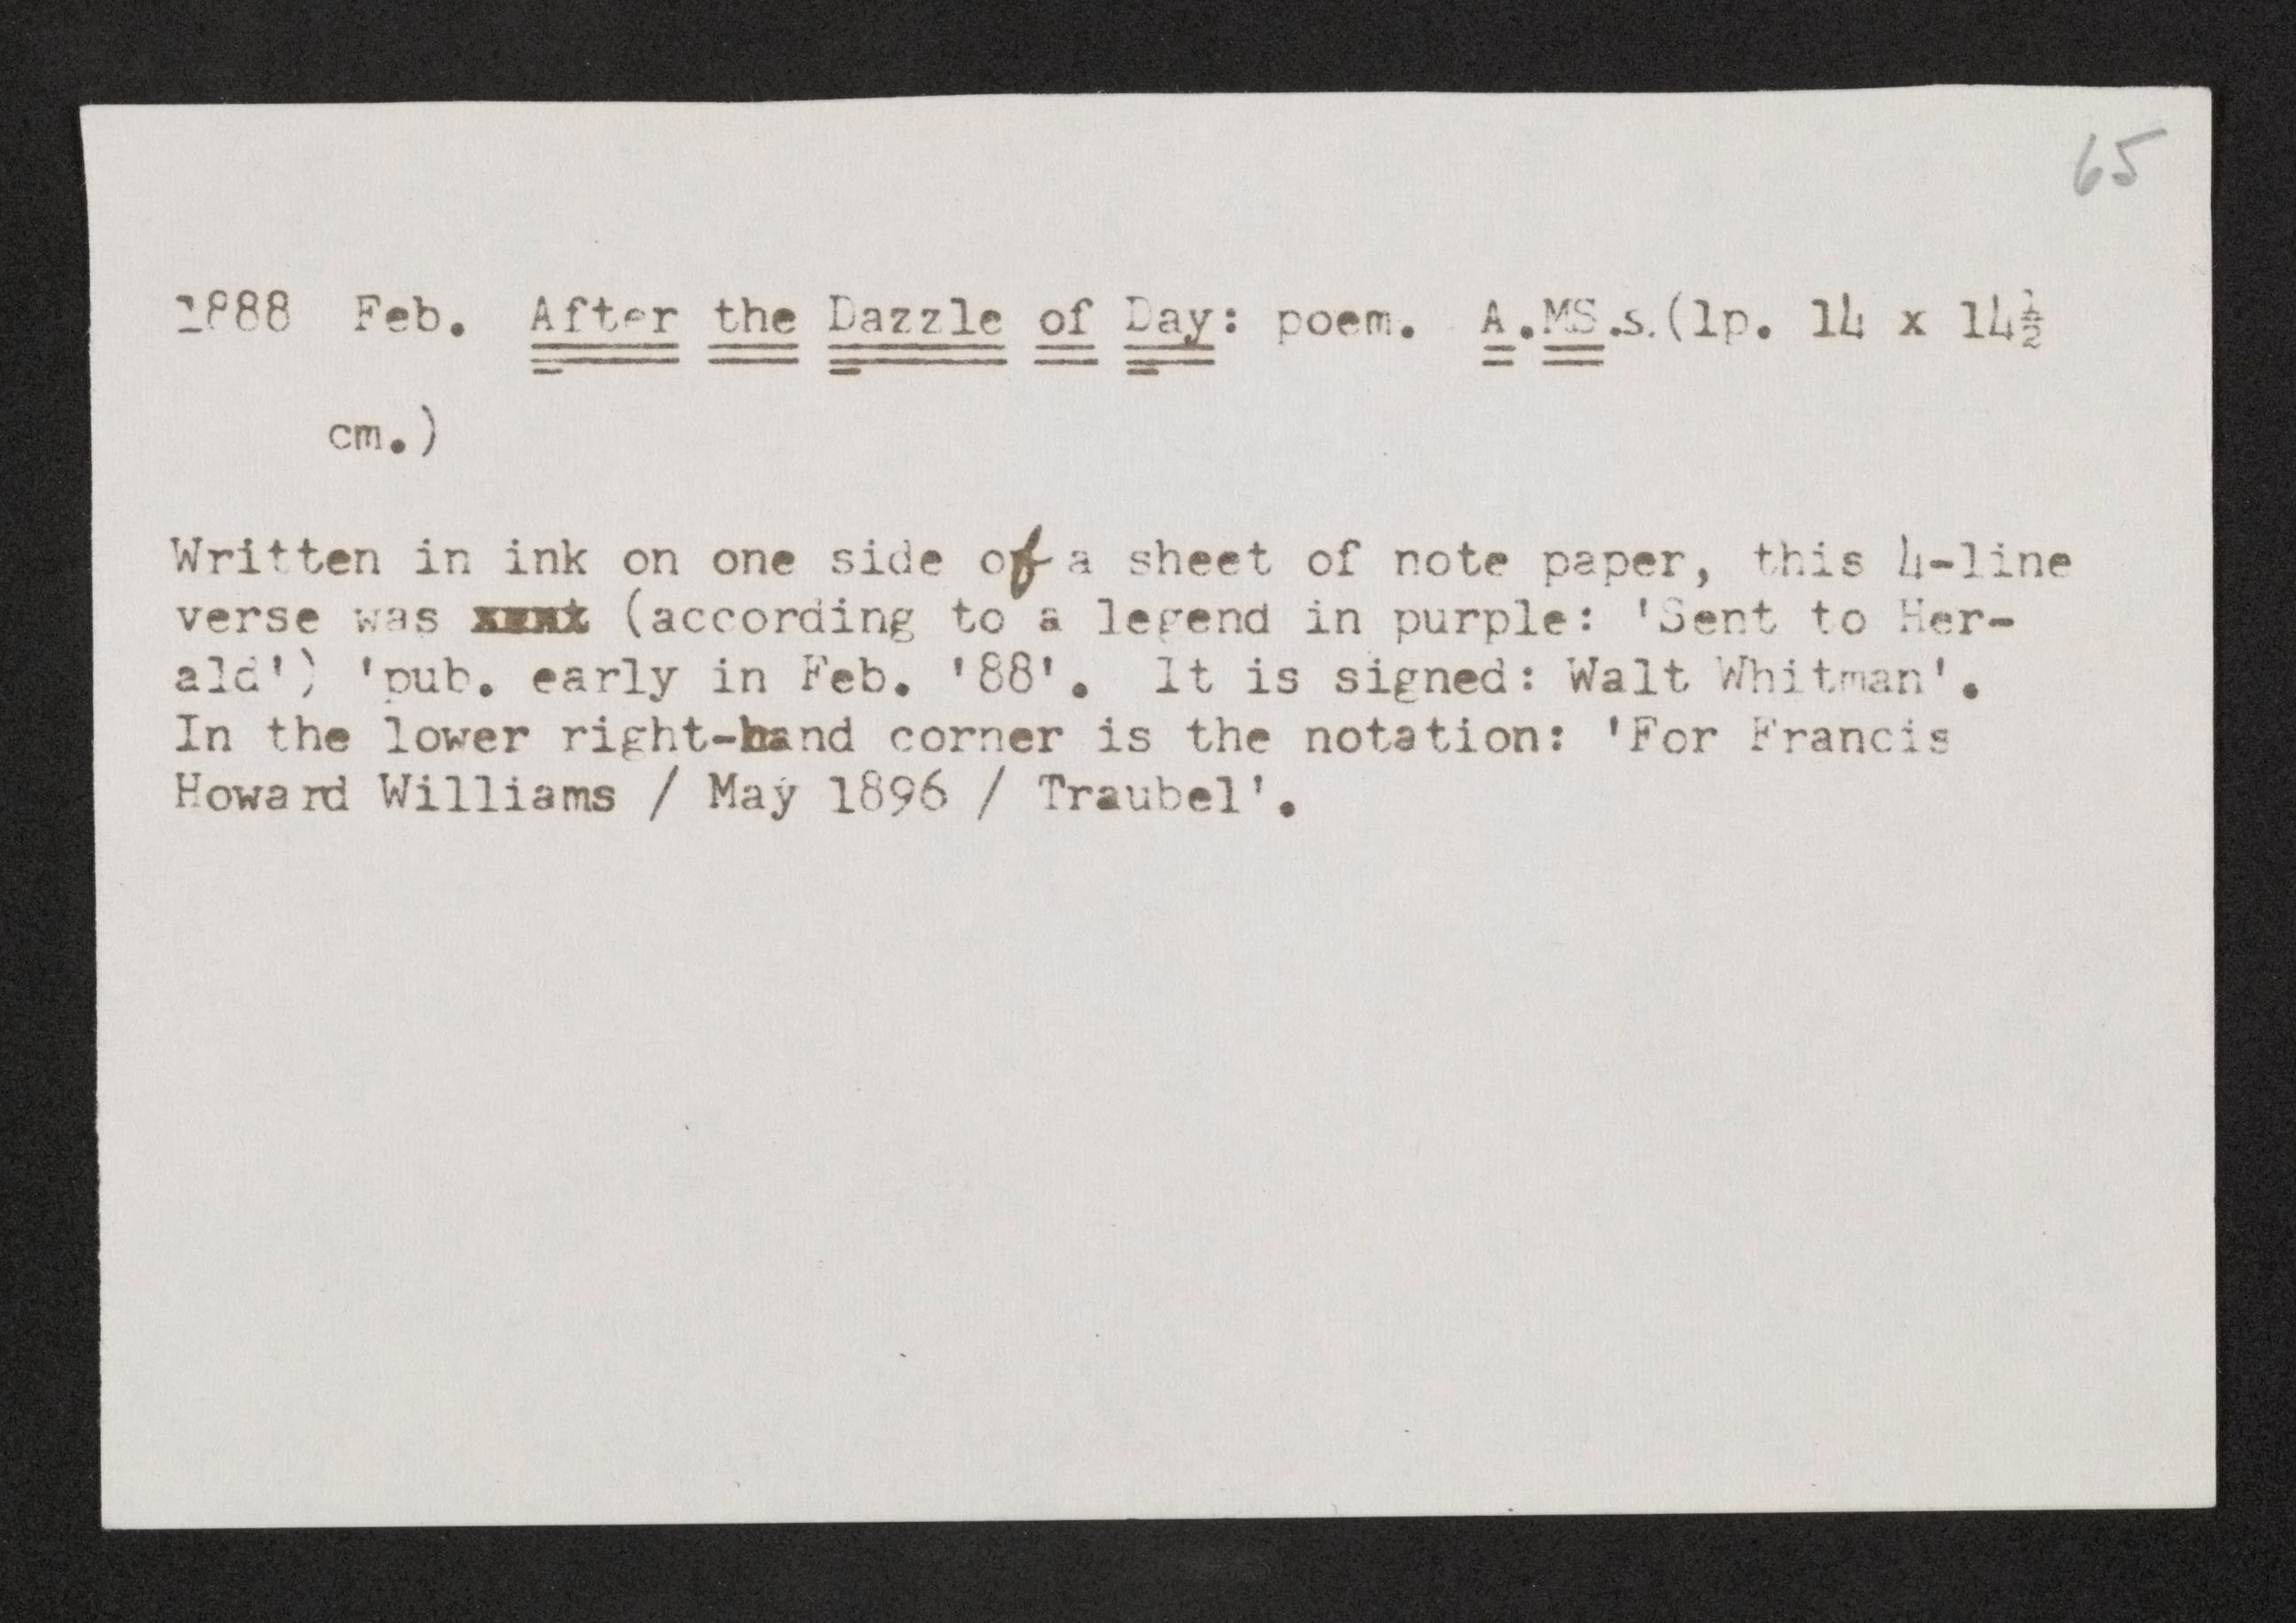 65
1888 Feb. After the Dazzle of Day: poem. A.MS.s.(1p. 14 x 14½
cm.)
Written in ink on one side of a sheet of note paper, this 4-line
verse was (according to a legend in purple: 'Sent to Her-
ald') 'pub. early in Feb. '88'. It is signed: Walt Whitman'.
In the lower right-hand corner is the notation: 'For Francis
Howard Williams / May 1896 / Traubel'.